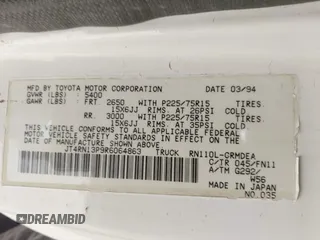 MFD BY TOYOTA MOTOR CORPORATION DATE 03/94
GVWR (LBS) : 5400
GAWR (LBS) : FRT. 2650 WITH P225/75R15 TIRES.
15X6JJ RIMS. AT 26PSI COLD
RR. 3000 WITH P225/75R15 TIRES.
15X6JJ RIMS. AT 35PSI COLD
THIS VEHICLE CONFORMS TO ALL APPLICABLE
FEDERAL MOTOR VEHICLE SAFETY STANDARDS
IN EFFECT ON THE DATE OF MANUFACTURE
SHOWN ABOVE.
JT4RN13P9R6064863 TRUCK RN110L-CRMDEA
C/TR 045/FN11
A/TM G292/
W56
MADE IN JAPAN
NO.035
DREAMBID